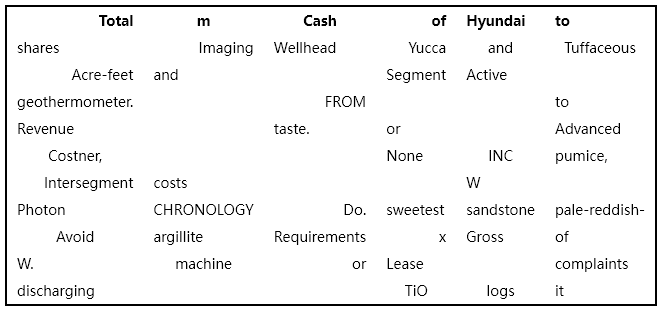 Total m Cash of Hyundai to
shares Imaging Wellhead Yucca and Tuffaceous
Acre-feet and Segment Active
geothermometer. FROM to
Revenue taste. or Advanced
Costner, None INC pumice,
Intersegment costs W
Photon CHRONOLOGY Do. sweetest sandstone pale-reddish-
Avoid argillite Requirements x Gross of
W. machine or Lease complaints
discharging TiO logs it